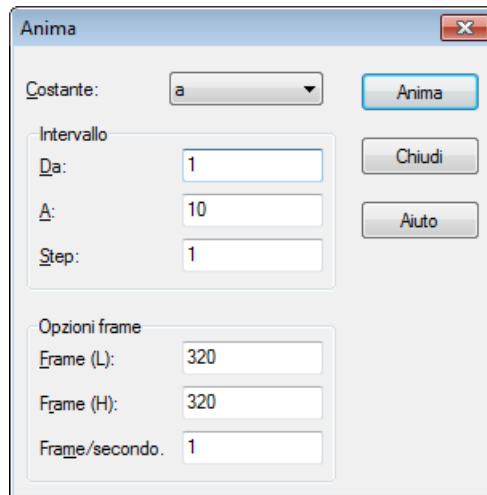 Anima
Costante: a Anima
Intervallo
Da: 1 Chiudi
A: 10 Aiuto
Step: 1
Opzioni frame
Frame (L): 320
Frame (H): 320
Frame/secondo. 1